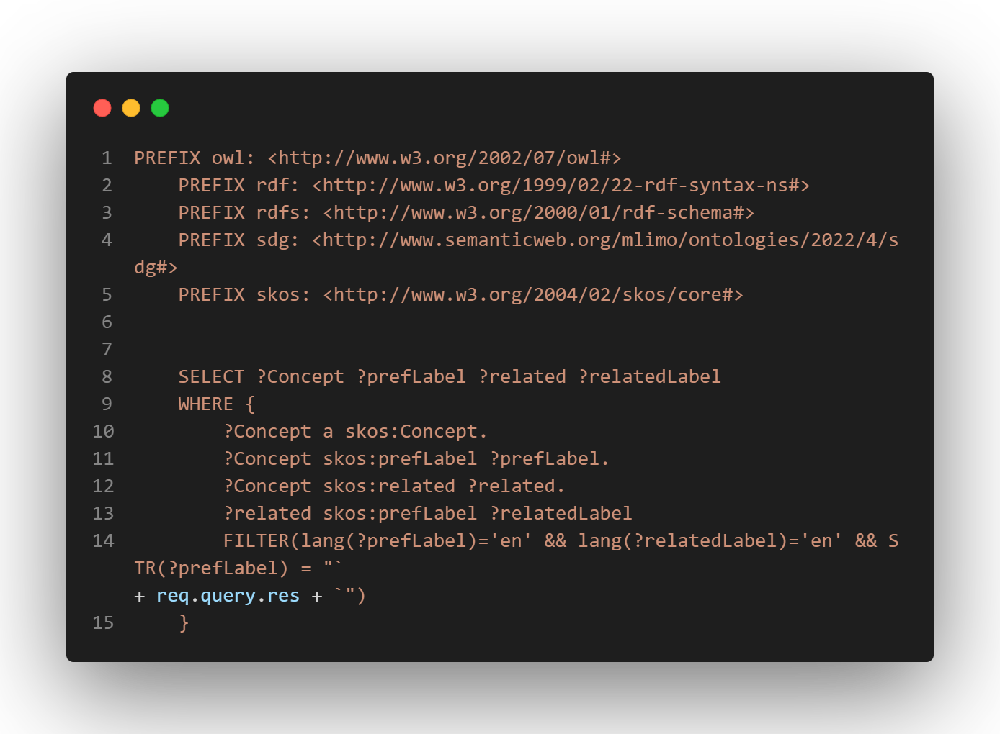 1 PREFIX owl: <http://www.w3.org/2002/07/owl#>
2 PREFIX rdf: <http://www.w3.org/1999/02/22-rdf-syntax-ns#>
3 PREFIX rdfs: <http://www.w3.org/2000/01/rdf-schema#>
4 PREFIX sdg: <http://www.semanticweb.org/mlimo/ontologies/2022/4/s
dg#>
5 PREFIX skos: <http://www.w3.org/2004/02/skos/core#>
6
7
8 SELECT ?Concept ?prefLabel ?related ?relatedLabel
9 WHERE {
10 ?Concept a skos:Concept.
11 ?Concept skos:prefLabel ?prefLabel.
12 ?Concept skos:related ?related.
13 ?related skos:prefLabel ?relatedLabel
14 FILTER(lang(?prefLabel)='en' && lang(?relatedLabel)='en' && S
TR(?prefLabel) = "`
+ req.query.res + `")
15 }